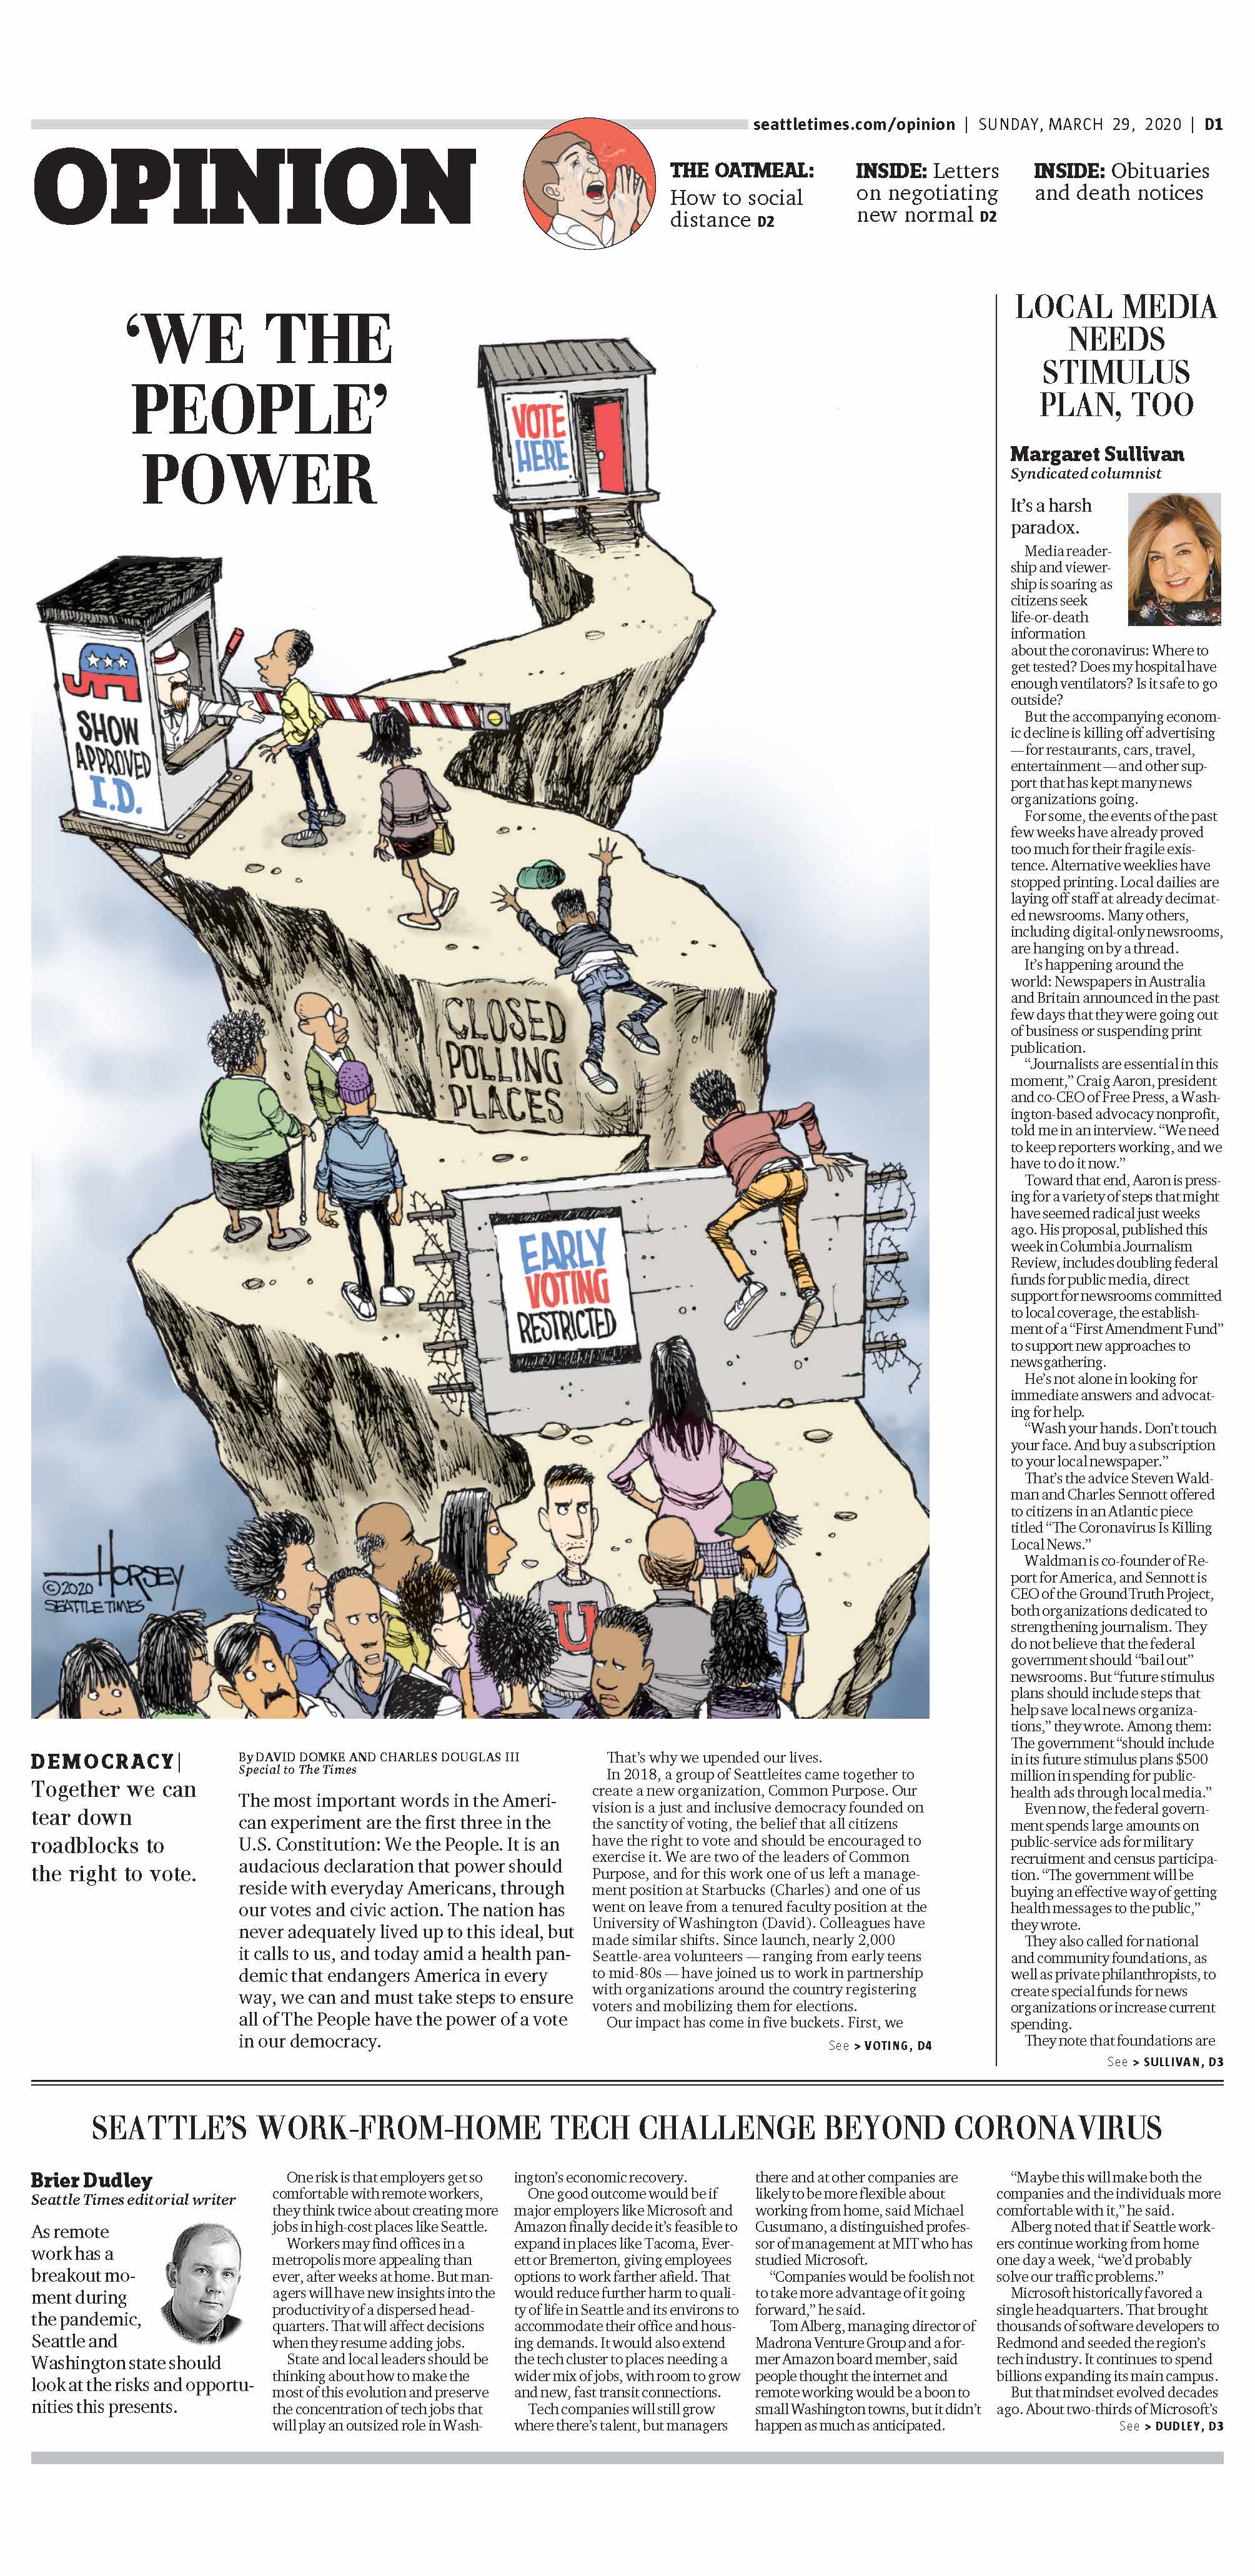 seattletimes.com/opinion | SUNDAY, MARCH 29, 2020 | D1
OPINION
THE OATMEAL:
How to social
distance D2
INSIDE: Letters
on negotiating
new normal D2
INSIDE: Obituaries
and death notices
‘WE THE
PEOPLE’
POWER
VOTE
HERE
SHOW
APPROVED
I.D.
CLOSED
POLLING
PLACES
EARLY
VOTING
RESTRICTED
U
©2020 HORSEY
SEATTLE TIMES
DEMOCRACY|
Together we can
tear down
roadblocks to
the right to vote.
By DAVID DOMKE AND CHARLES DOUGLAS III
Special to The Times
The most important words in the Ameri-
can experiment are the first three in the
U.S. Constitution: We the People. It is an
audacious declaration that power should
reside with everyday Americans, through
our votes and civic action. The nation has
never adequately lived up to this ideal, but
it calls to us, and today amid a health pan-
demic that endangers America in every
way, we can and must take steps to ensure
all of The People have the power of a vote
in our democracy.
That’s why we upended our lives.
In 2018, a group of Seattleites came together to
create a new organization, Common Purpose. Our
vision is a just and inclusive democracy founded on
the sanctity of voting, the belief that all citizens
have the right to vote and should be encouraged to
exercise it. We are two of the leaders of Common
Purpose, and for this work one of us left a manage-
ment position at Starbucks (Charles) and one of us
went on leave from a tenured faculty position at the
University of Washington (David). Colleagues have
made similar shifts. Since launch, nearly 2,000
Seattle-area volunteers — ranging from early teens
to mid-80s — have joined us to work in partnership
with organizations around the country registering
voters and mobilizing them for elections.
Our impact has come in five buckets. First, we
See > VOTING, D4
LOCAL MEDIA
NEEDS
STIMULUS
PLAN, TOO
Margaret Sullivan
Syndicated columnist
It’s a harsh
paradox.
Media reader-
ship and viewer-
ship is soaring as
citizens seek
life-or-death
information
about the coronavirus: Where to
get tested? Does my hospital have
enough ventilators? Is it safe to go
outside?
But the accompanying econom-
ic decline is killing off advertising
— for restaurants, cars, travel,
entertainment — and other sup-
port that has kept many news
organizations going.
For some, the events of the past
few weeks have already proved
too much for their fragile exis-
tence. Alternative weeklies have
stopped printing. Local dailies are
laying off staff at already decimat-
ed newsrooms. Many others,
including digital-only newsrooms,
are hanging on by a thread.
It’s happening around the
world: Newspapers in Australia
and Britain announced in the past
few days that they were going out
of business or suspending print
publication.
“Journalists are essential in this
moment,” Craig Aaron, president
and co-CEO of Free Press, a Wash-
ington-based advocacy nonprofit,
told me in an interview. “We need
to keep reporters working, and we
have to do it now.”
Toward that end, Aaron is press-
ing for a variety of steps that might
have seemed radical just weeks
ago. His proposal, published this
week in Columbia Journalism
Review, includes doubling federal
funds for public media, direct
support for newsrooms committed
to local coverage, the establish-
ment of a “First Amendment Fund”
to support new approaches to
newsgathering.
He’s not alone in looking for
immediate answers and advocat-
ing for help.
“Wash your hands. Don’t touch
your face. And buy a subscription
to your local newspaper.”
That’s the advice Steven Wald-
man and Charles Sennott offered
to citizens in an Atlantic piece
titled “The Coronavirus Is Killing
Local News.”
Waldman is co-founder of Re-
port for America, and Sennott is
CEO of the GroundTruth Project,
both organizations dedicated to
strengthening journalism. They
do not believe that the federal
government should “bail out”
newsrooms. But “future stimulus
plans should include steps that
help save local news organiza-
tions,” they wrote. Among them:
The government “should include
in its future stimulus plans $500
million in spending for public-
health ads through local media.”
Even now, the federal govern-
ment spends large amounts on
public-service ads for military
recruitment and census participa-
tion. “The government will be
buying an effective way of getting
health messages to the public,”
they wrote.
They also called for national
and community foundations, as
well as private philanthropists, to
create special funds for news
organizations or increase current
spending.
They note that foundations are
See > SULLIVAN, D3
SEATTLE’S WORK-FROM-HOME TECH CHALLENGE BEYOND CORONAVIRUS
Brier Dudley
Seattle Times editorial writer
As remote
work has a
breakout mo-
ment during
the pandemic,
Seattle and
Washington state should
look at the risks and opportu-
nities this presents.
One risk is that employers get so
comfortable with remote workers,
they think twice about creating more
jobs in high-cost places like Seattle.
Workers may find offices in a
metropolis more appealing than
ever, after weeks at home. But man-
agers will have new insights into the
productivity of a dispersed head-
quarters. That will affect decisions
when they resume adding jobs.
State and local leaders should be
thinking about how to make the
most of this evolution and preserve
the concentration of tech jobs that
will play an outsized role in Wash-
ington’s economic recovery.
One good outcome would be if
major employers like Microsoft and
Amazon finally decide it’s feasible to
expand in places like Tacoma, Ever-
ett or Bremerton, giving employees
options to work farther afield. That
would reduce further harm to quali-
ty of life in Seattle and its environs to
accommodate their office and hous-
ing demands. It would also extend
the tech cluster to places needing a
wider mix of jobs, with room to grow
and new, fast transit connections.
Tech companies will still grow
where there’s talent, but managers
there and at other companies are
likely to be more flexible about
working from home, said Michael
Cusumano, a distinguished profes-
sor of management at MIT who has
studied Microsoft.
“Companies would be foolish not
to take more advantage of it going
forward,” he said.
Tom Alberg, managing director of
Madrona Venture Group and a for-
mer Amazon board member, said
people thought the internet and
remote working would be a boon to
small Washington towns, but it didn’t
happen as much as anticipated.
“Maybe this will make both the
companies and the individuals more
comfortable with it,” he said.
Alberg noted that if Seattle work-
ers continue working from home
one day a week, “we’d probably
solve our traffic problems.”
Microsoft historically favored a
single headquarters. That brought
thousands of software developers to
Redmond and seeded the region’s
tech industry. It continues to spend
billions expanding its main campus.
But that mindset evolved decades
ago. About two-thirds of Microsoft’s
See > DUDLEY, D3